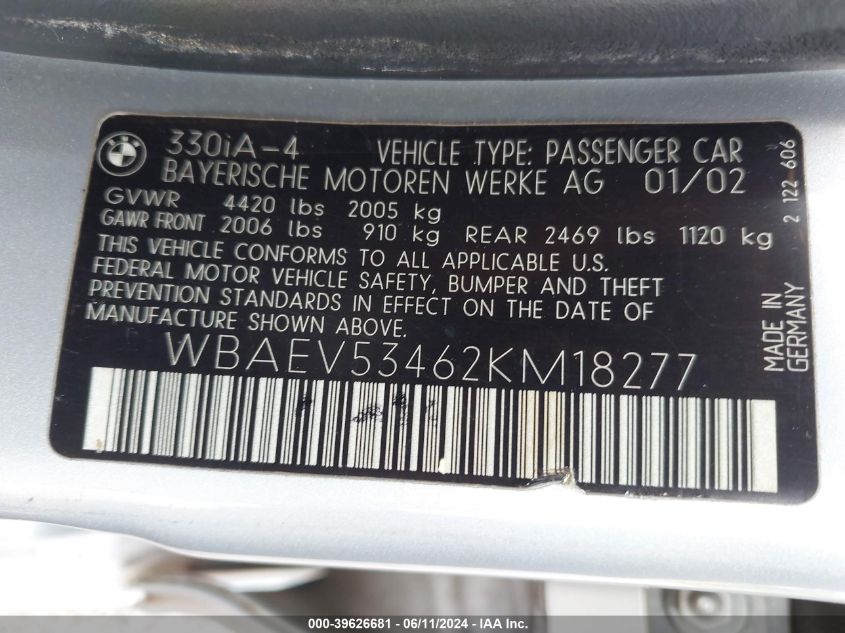 BMW
330iA-4 VEHICLE TYPE: PASSENGER CAR
BAYERISCHE MOTOREN WERKE AG 01/02
GVWR 4420 lbs 2005 kg
GAWR FRONT 2006 lbs 910 kg REAR 2469 lbs 1120 kg
THIS VEHICLE CONFORMS TO ALL APPLICABLE U.S.
FEDERAL MOTOR VEHICLE SAFETY, BUMPER AND THEFT
PREVENTION STANDARDS IN EFFECT ON THE DATE OF
MANUFACTURE SHOWN ABOVE.
WBAEV53462KM18277
2 122 606
MADE IN
GERMANY
000-39626681 / 06/11/2024 / IAA Inc.